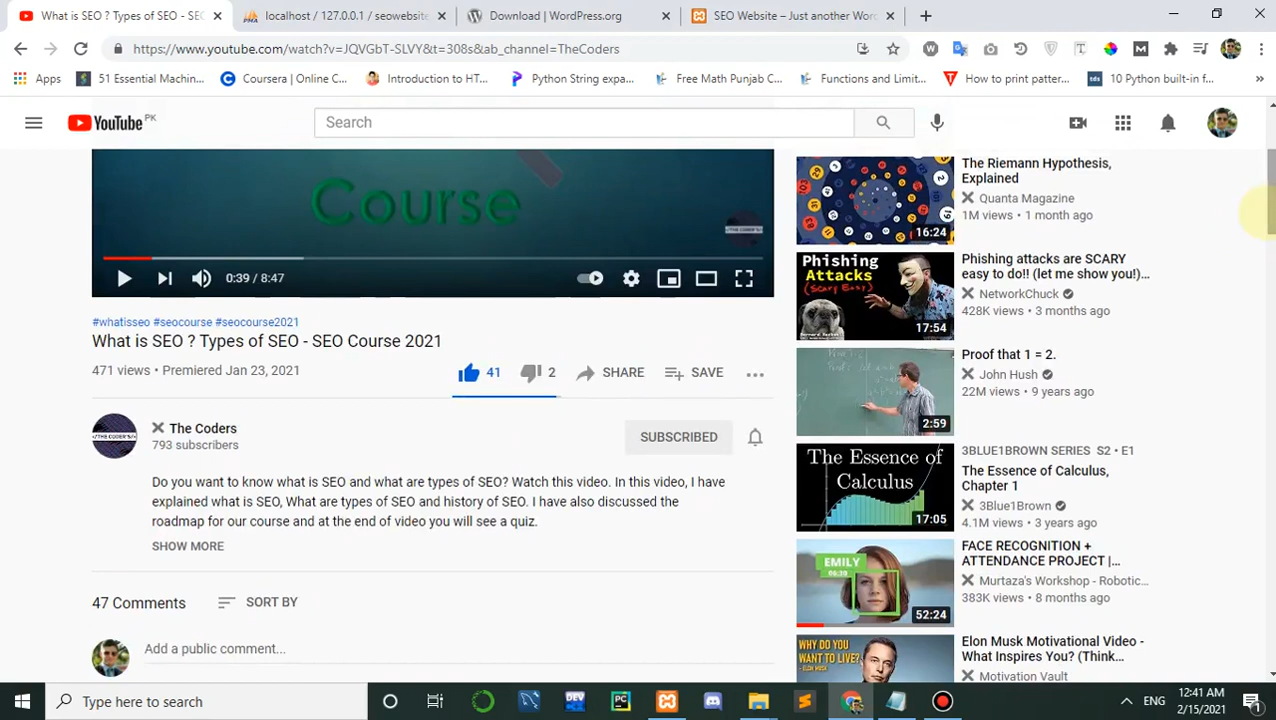 What is SEO ? Types of SEO - SEC
localhost / 127.0.0.1 / seowebsite
Download | WordPress.org
SEO Website – Just another Wor
https://www.youtube.com/watch?v=JQVGbT-SLVY&t=308s&ab_channel=TheCoders
Apps
51 Essential Machin...
Coursera | Online C...
Introduction to HT...
Python String expa...
Free Math Punjab C...
Functions and Limit...
How to print patter...
10 Python built-in f...
YouTube PK
Search
Course
0:39 / 8:47
#whatisseo #seocourse #seocourse2021
What is SEO ? Types of SEO - SEO Course 2021
471 views • Premiered Jan 23, 2021
41
2
SHARE
SAVE
The Coders
793 subscribers
SUBSCRIBED
Do you want to know what is SEO and what are types of SEO? Watch this video. In this video, I have
explained what is SEO, What are types of SEO and history of SEO. I have also discussed the
roadmap for our course and at the end of video you will see a quiz.
SHOW MORE
47 Comments
SORT BY
Add a public comment...
16:24
The Riemann Hypothesis,
Explained
Quanta Magazine
1M views • 1 month ago
Phishing
Attacks
(Scary Easy)
17:54
Phishing attacks are SCARY
easy to do!! (let me show you!)...
NetworkChuck
428K views • 3 months ago
2:59
Proof that 1 = 2.
John Hush
22M views • 9 years ago
The Essence of
Calculus
17:05
3BLUE1BROWN SERIES S2 • E1
The Essence of Calculus,
Chapter 1
3Blue1Brown
4.1M views • 3 years ago
EMILY
52:24
FACE RECOGNITION +
ATTENDANCE PROJECT |...
Murtaza's Workshop - Robotic...
383K views • 8 months ago
WHY DO YOU
WANT TO LIVE?
Elon Musk Motivational Video -
What Inspires You? (Think...
Motivation Vault
Type here to search
ENG
12:41 AM
2/15/2021